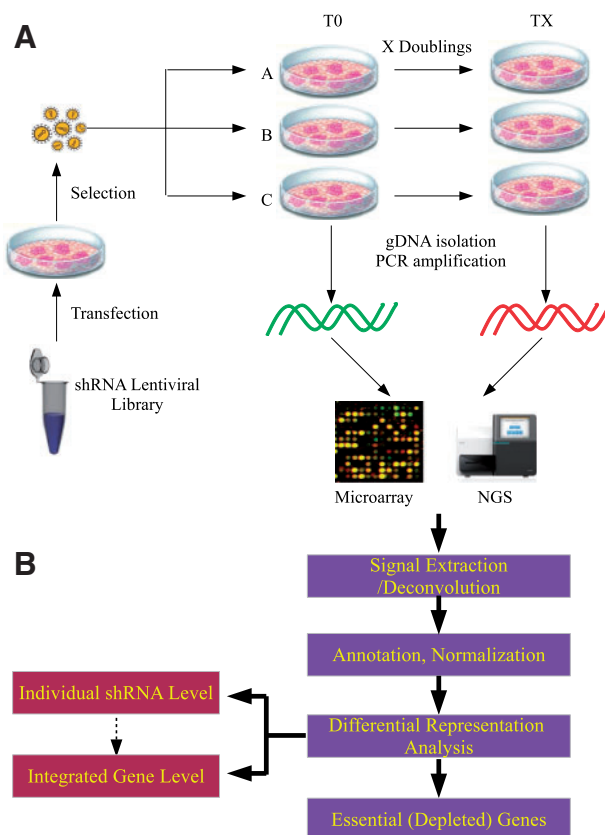 A
T0
TX
X Doublings
A
B
C
Selection
Transfection
shRNA Lentiviral
Library
gDNA isolation
PCR amplification
Microarray
NGS
B
Signal Extraction
/Deconvolution
Annotation, Normalization
Individual shRNA Level
Differential Representation
Analysis
Integrated Gene Level
Essential (Depleted) Genes